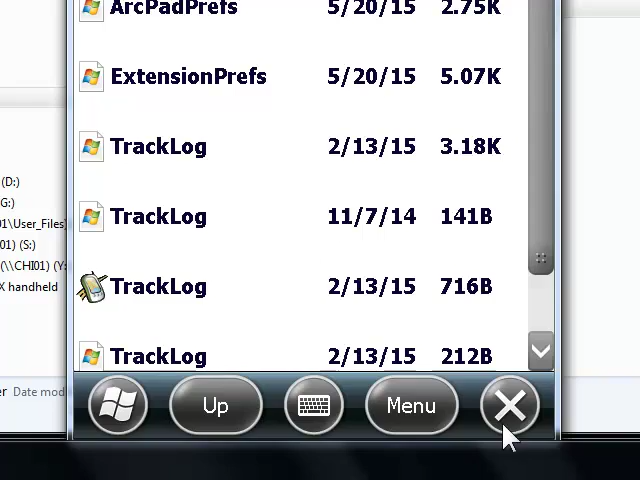 ArcPadPrefs 5/20/15 2.75K
ExtensionPrefs 5/20/15 5.07K
TrackLog 2/13/15 3.18K
(D:)
G:)
TrackLog 11/7/14 141B
01\User_Files)
01) (S:)
(\\CHI01) (Y:
X handheld
TrackLog 2/13/15 716B
TrackLog 2/13/15 212B
er Date modi
Up Menu